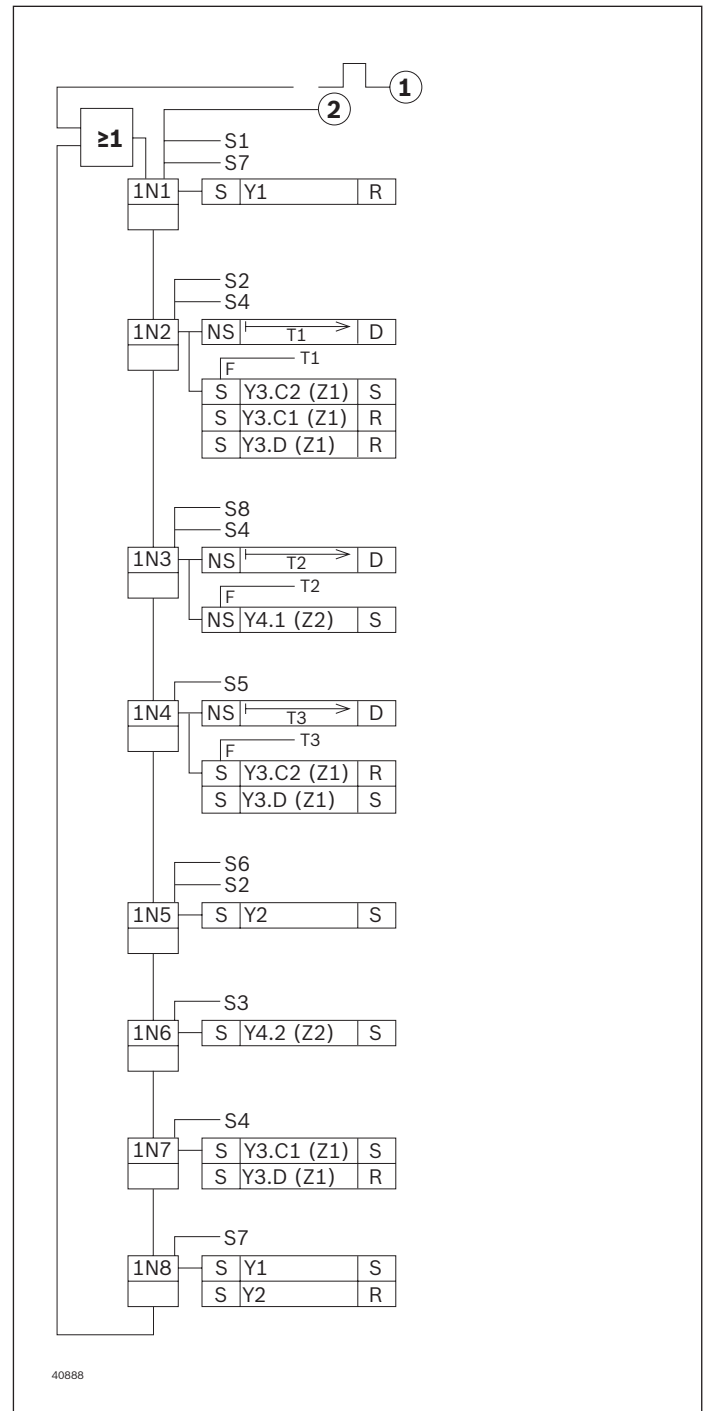 1
2
≥1
S1
S7
1N1 S Y1 R
S2
S4
1N2 NS T1 D
F T1
S Y3.C2 (Z1) S
S Y3.C1 (Z1) R
S Y3.D (Z1) R
S8
S4
1N3 NS T2 D
F T2
NS Y4.1 (Z2) S
S5
1N4 NS T3 D
F T3
S Y3.C2 (Z1) R
S Y3.D (Z1) S
S6
S2
1N5 S Y2 S
S3
1N6 S Y4.2 (Z2) S
S4
1N7 S Y3.C1 (Z1) S
S Y3.D (Z1) R
S7
1N8 S Y1 S
S Y2 R
40888